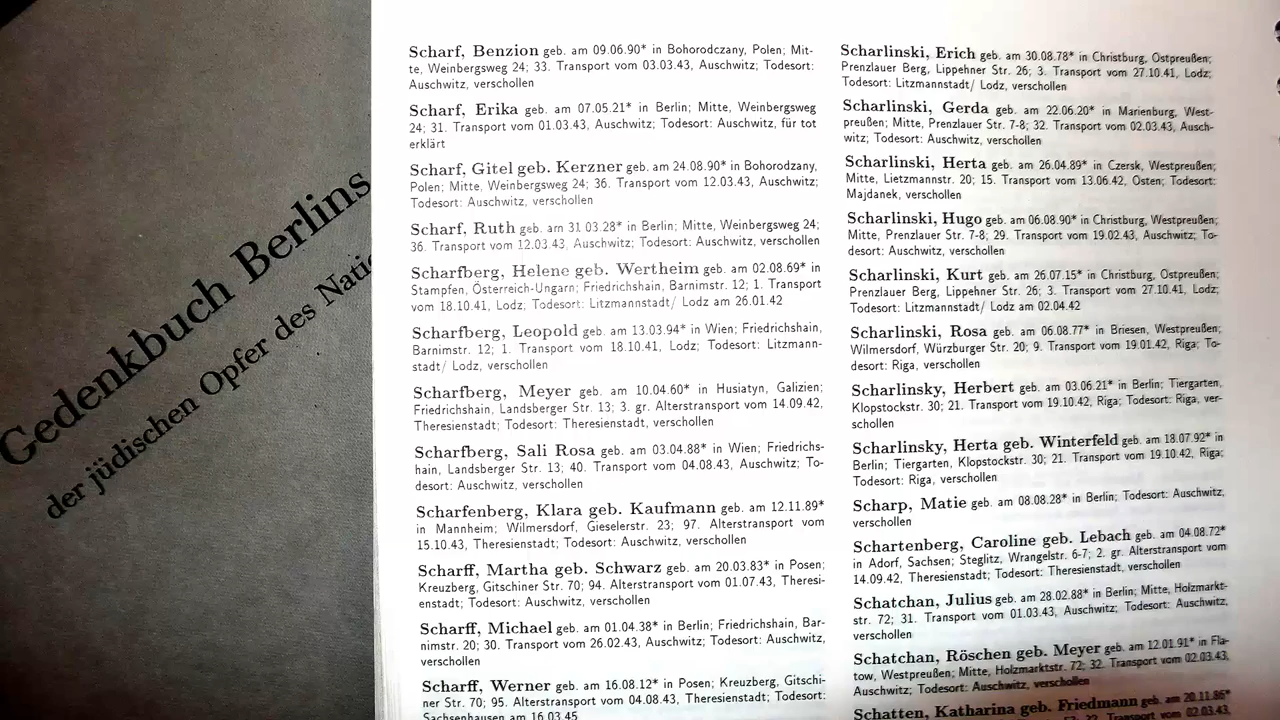 Gedenkbuch Berlins
der jüdischen Opfer des
Scharf, Benzion geb. am 09.06.90* in Bohorodczany, Polen; Mit-
te, Weinbergsweg 24; 33. Transport vom 03.03.43, Auschwitz; Todesort:
Auschwitz, verschollen
Scharf, Erika geb. am 07.05.21* in Berlin; Mitte, Weinbergsweg
24; 31. Transport vom 01.03.43, Auschwitz; Todesort: Auschwitz, für tot
erklärt
Scharf, Gitel geb. Kerzner geb. am 24.08.90* in Bohorodzany,
Polen; Mitte, Weinbergsweg 24; 36. Transport vom 12.03.43, Auschwitz;
Todesort: Auschwitz, verschollen
Scharf, Ruth geb. am 31.03.28* in Berlin; Mitte, Weinbergsweg 24;
36. Transport vom 12.03.43, Auschwitz; Todesort: Auschwitz, verschollen
Scharfberg, Helene geb. Wertheim geb. am 02.08.69* in
Stampfen, Österreich-Ungarn; Friedrichshain, Barnimstr. 12; 1. Transport
vom 18.10.41, Lodz; Todesort: Litzmannstadt/ Lodz am 26.01.42
Scharfberg, Leopold geb. am 13.03.94* in Wien; Friedrichshain,
Barnimstr. 12; 1. Transport vom 18.10.41, Lodz; Todesort: Litzmann-
stadt/ Lodz, verschollen
Scharfberg, Meyer geb. am 10.04.60* in Husiatyn, Galizien;
Friedrichshain, Landsberger Str. 13; 3. gr. Alterstransport vom 14.09.42,
Theresienstadt; Todesort: Theresienstadt, verschollen
Scharfberg, Sali Rosa geb. am 03.04.88* in Wien; Friedrichs-
hain, Landsberger Str. 13; 40. Transport vom 04.08.43, Auschwitz; To-
desort: Auschwitz, verschollen
Scharfenberg, Klara geb. Kaufmann geb. am 12.11.89*
in Mannheim; Wilmersdorf, Gieselerstr. 23; 97. Alterstransport vom
15.10.43, Theresienstadt; Todesort: Auschwitz, verschollen
Scharff, Martha geb. Schwarz geb. am 20.03.83* in Posen;
Kreuzberg, Gitschiner Str. 70; 94. Alterstransport vom 01.07.43, Theresi-
enstadt; Todesort: Auschwitz, verschollen
Scharff, Michael geb. am 01.04.38* in Berlin; Friedrichshain, Bar-
nimstr. 20; 30. Transport vom 26.02.43, Auschwitz; Todesort: Auschwitz,
verschollen
Scharff, Werner geb. am 16.08.12* in Posen; Kreuzberg, Gitschi-
ner Str. 70; 95. Transport vom 04.08.43, Theresienstadt; Todesort:
Sachsenhausen am 16.03.45
Scharlinski, Erich geb. am 30.08.78* in Christburg, Ostpreußen;
Prenzlauer Berg, Lippehner Str. 26; 3. Transport vom 27.10.41, Lodz;
Todesort: Litzmannstadt/ Lodz, verschollen
Scharlinski, Gerda geb. am 22.06.20* in Marienburg, West-
preußen; Mitte, Prenzlauer Str. 7-8; 32. Transport vom 02.03.43, Ausch-
witz; Todesort: Auschwitz, verschollen
Scharlinski, Herta geb. am 26.04.89* in Czersk, Westpreußen;
Mitte, Lietzmannstr. 20; 15. Transport vom 13.06.42, Osten; Todesort:
Majdanek, verschollen
Scharlinski, Hugo geb. am 06.08.90* in Christburg, Westpreußen;
Mitte, Prenzlauer Str. 7-8; 29. Transport vom 19.02.43, Auschwitz; To-
desort: Auschwitz, verschollen
Scharlinski, Kurt geb. am 26.07.15* in Christburg, Ostpreußen;
Prenzlauer Berg, Lippehner Str. 26; 3. Transport vom 27.10.41, Lodz;
Todesort: Litzmannstadt/ Lodz am 02.04.42
Scharlinski, Rosa geb. am 06.08.77* in Briesen, Westpreußen;
Wilmersdorf, Würzburger Str. 20; 9. Transport vom 19.01.42, Riga; To-
desort: Riga, verschollen
Scharlinsky, Herbert geb. am 03.06.21* in Berlin; Tiergarten,
Klopstockstr. 30; 21. Transport vom 19.10.42, Riga; Todesort: Riga, ver-
schollen
Scharlinsky, Herta geb. Winterfeld geb. am 18.07.92* in
Berlin; Tiergarten, Klopstockstr. 30; 21. Transport vom 19.10.42, Riga;
Todesort: Riga, verschollen
Scharp, Matie geb. am 08.08.28* in Berlin; Todesort: Auschwitz,
verschollen
Schartenberg, Caroline geb. Lebach geb. am 04.08.72*
in Adorf, Sachsen; Steglitz, Wrangelstr. 6-7; 2. gr. Alterstransport vom
14.09.42, Theresienstadt; Todesort: Theresienstadt, verschollen
Schatchan, Julius geb. am 28.02.88* in Berlin; Mitte, Holzmarkt-
str. 72; 31. Transport vom 01.03.43, Auschwitz; Todesort: Auschwitz,
verschollen
Schatchan, Röschen geb. Meyer geb. am 12.01.91* in Fla-
tow, Westpreußen; Mitte, Holzmarktstr. 72; 32. Transport vom 02.03.43,
Auschwitz; Todesort: Auschwitz, verschollen
Schatten, Katharina geb. Friedmann geb. am 20.11.86*
Transport vom 02.03.43,